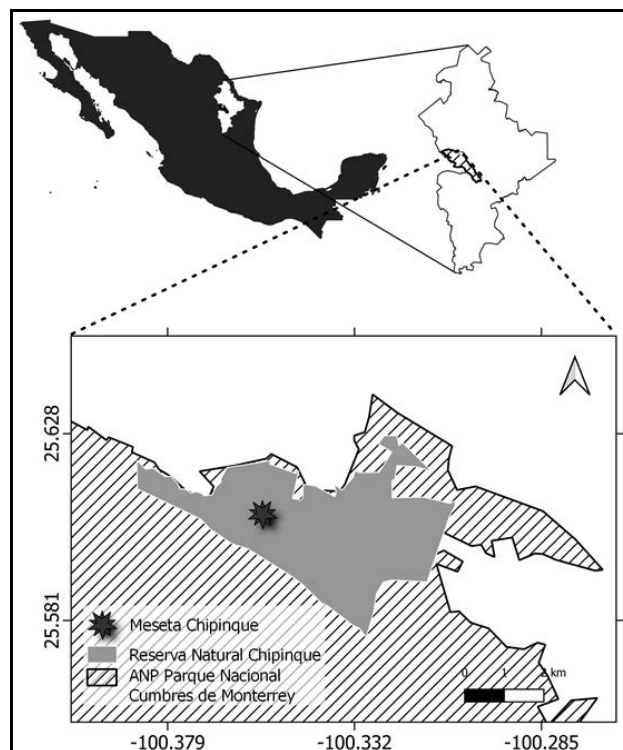 25.628
25.581
Meseta Chipinque
Reserva Natural Chipinque
ANP Parque Nacional
Cumbres de Monterrey
0 1 2 km
-100.379 -100.332 -100.285